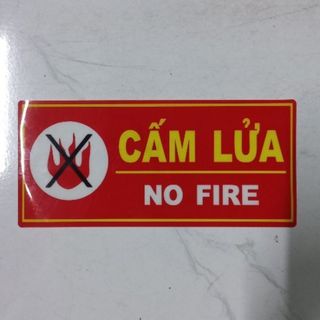 CẤM LỬA
NO FIRE